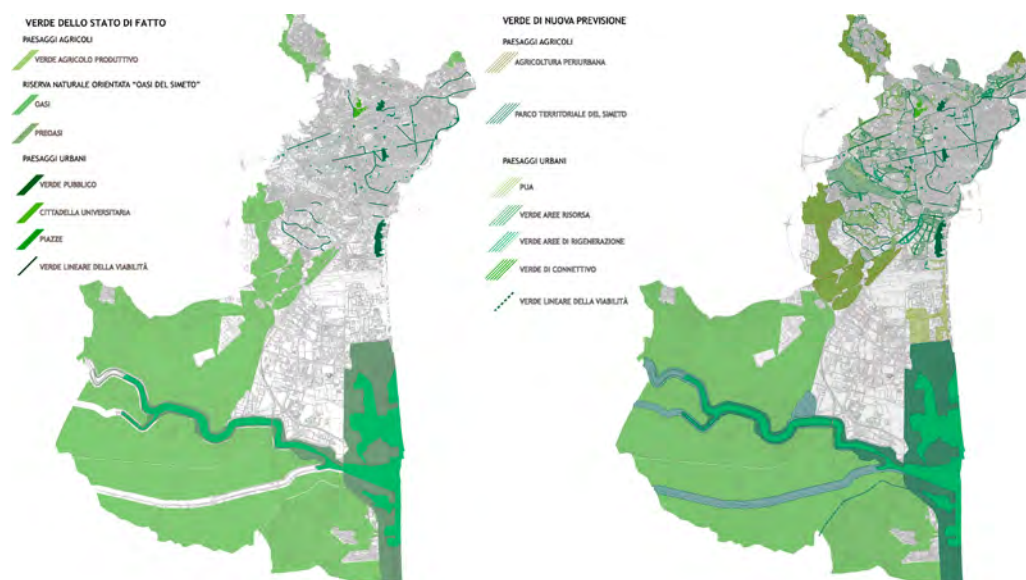 VERDE DELLO STATO DI FATTO
PAESAGGI AGRICOLI
VERDE AGRICOLO PRODUTTIVO
RISERVA NATURALE ORIENTATA "OASI DEL SIMETO"
OASI
PREOASI
PAESAGGI URBANI
VERDE PUBBLICO
CITTADELLA UNIVERSITARIA
PIAZZE
VERDE LINEARE DELLA VIABILITÀ
VERDE DI NUOVA PREVISIONE
PAESAGGI AGRICOLI
AGRICOLTURA PERIURBANA
PARCO TERRITORIALE DEL SIMETO
PAESAGGI URBANI
PUA
VERDE AREE RISORSA
VERDE AREE DI RIGENERAZIONE
VERDE DI CONNETTIVO
VERDE LINEARE DELLA VIABILITÀ